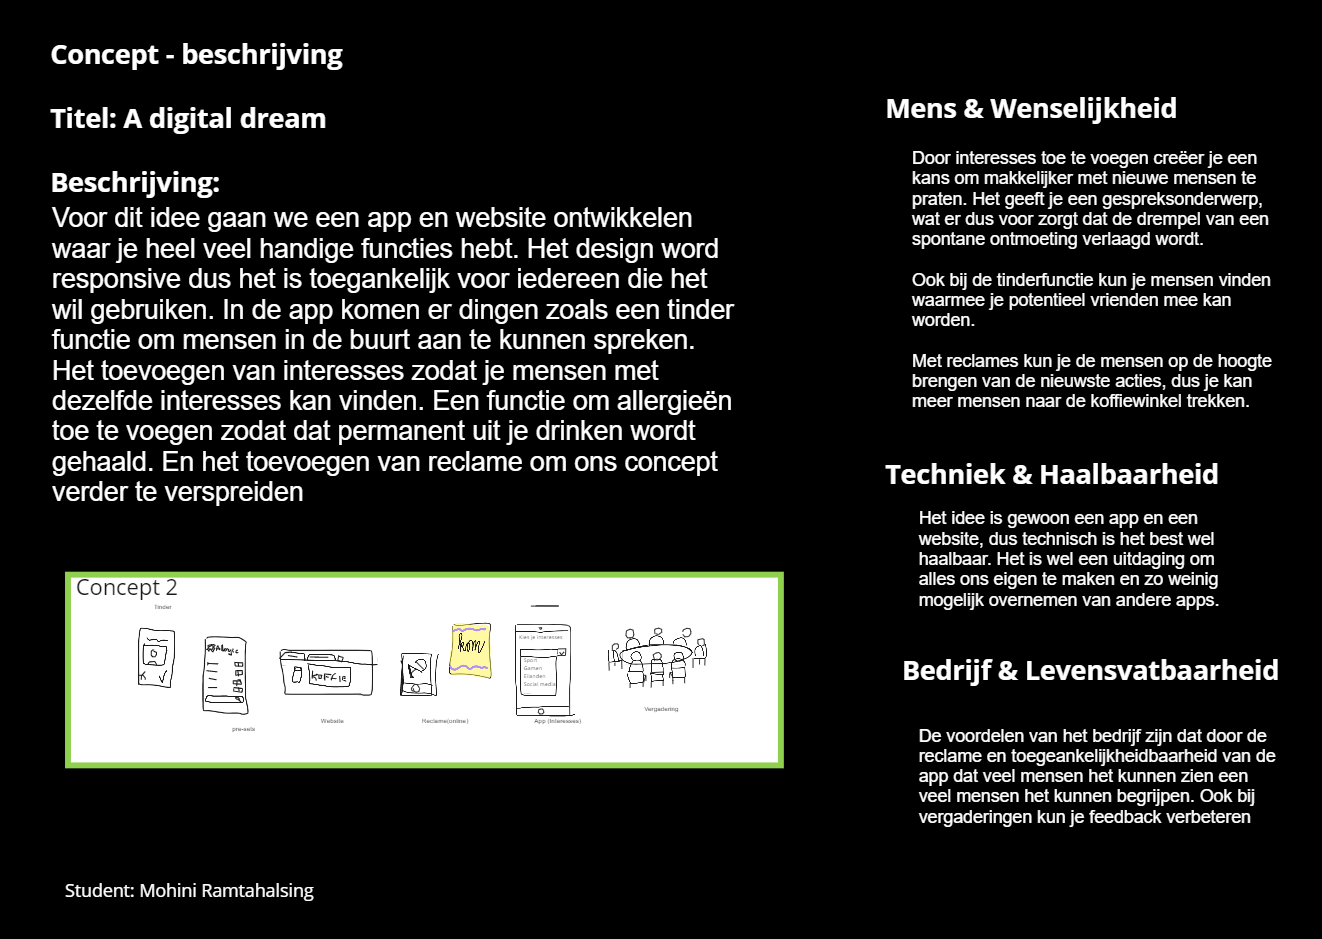 Concept - beschrijving
Titel: A digital dream
Beschrijving:
Voor dit idee gaan we een app en website ontwikkelen
waar je heel veel handige functies hebt. Het design word
responsive dus het is toegankelijk voor iedereen die het
wil gebruiken. In de app komen er dingen zoals een tinder
functie om mensen in de buurt aan te kunnen spreken.
Het toevoegen van interesses zodat je mensen met
dezelfde interesses kan vinden. Een functie om allergieën
toe te voegen zodat dat permanent uit je drinken wordt
gehaald. En het toevoegen van reclame om ons concept
verder te verspreiden
Concept 2
Tinder
pre-sets
KOFFIE
Website
AD
kom
Reclame(online)
Kies je interesses
Sport
Gamen
Eilanden
Social media
App (Interesses)
Vergadering
Student: Mohini Ramtahalsing
Mens & Wenselijkheid
Door interesses toe te voegen creëer je een
kans om makkelijker met nieuwe mensen te
praten. Het geeft je een gespreksonderwerp,
wat er dus voor zorgt dat de drempel van een
spontane ontmoeting verlaagd wordt.
Ook bij de tinderfunctie kun je mensen vinden
waarmee je potentieel vrienden mee kan
worden.
Met reclames kun je de mensen op de hoogte
brengen van de nieuwste acties, dus je kan
meer mensen naar de koffiewinkel trekken.
Techniek & Haalbaarheid
Het idee is gewoon een app en een
website, dus technisch is het best wel
haalbaar. Het is wel een uitdaging om
alles ons eigen te maken en zo weinig
mogelijk overnemen van andere apps.
Bedrijf & Levensvatbaarheid
De voordelen van het bedrijf zijn dat door de
reclame en toegeankelijkheidbaarheid van de
app dat veel mensen het kunnen zien een
veel mensen het kunnen begrijpen. Ook bij
vergaderingen kun je feedback verbeteren